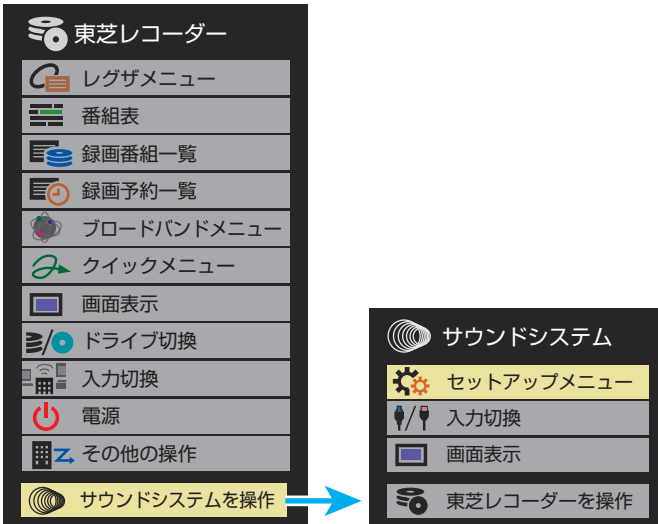 東芝レコーダー
レグザメニュー
番組表
録画番組一覧
録画予約一覧
ブロードバンドメニュー
クイックメニュー
画面表示
ドライブ切換
入力切換
電源
その他の操作
サウンドシステムを操作
サウンドシステム
セットアップメニュー
入力切換
画面表示
東芝レコーダーを操作